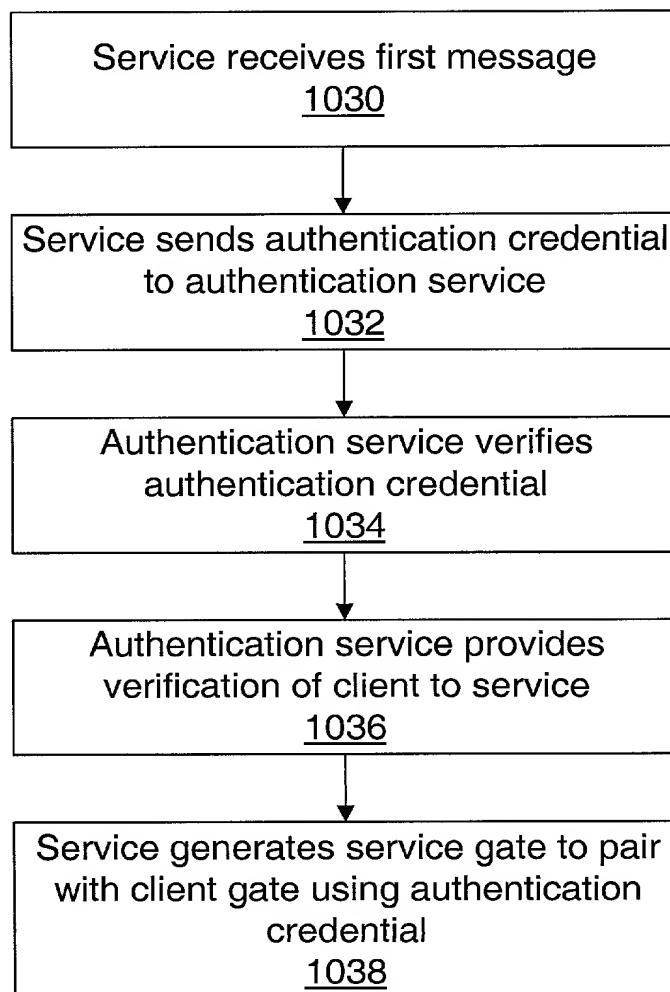 Service receives first message
1030
Service sends authentication credential
to authentication service
1032
Authentication service verifies
authentication credential
1034
Authentication service provides
verification of client to service
1036
Service generates service gate to pair
with client gate using authentication
credential
1038